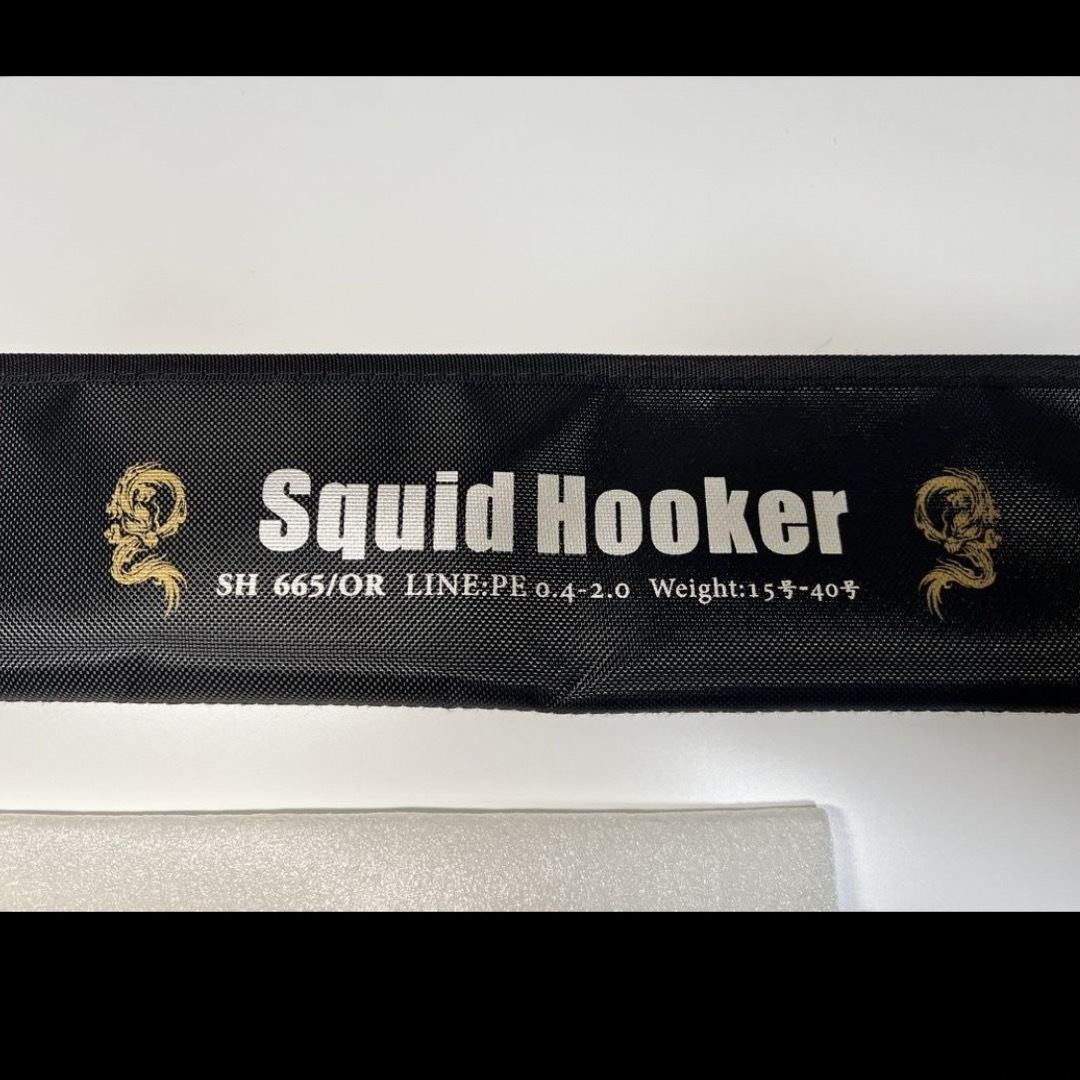 Squid Hooker
SH 665/OR LINE:PE 0.4-2.0 Weight:15号-40号